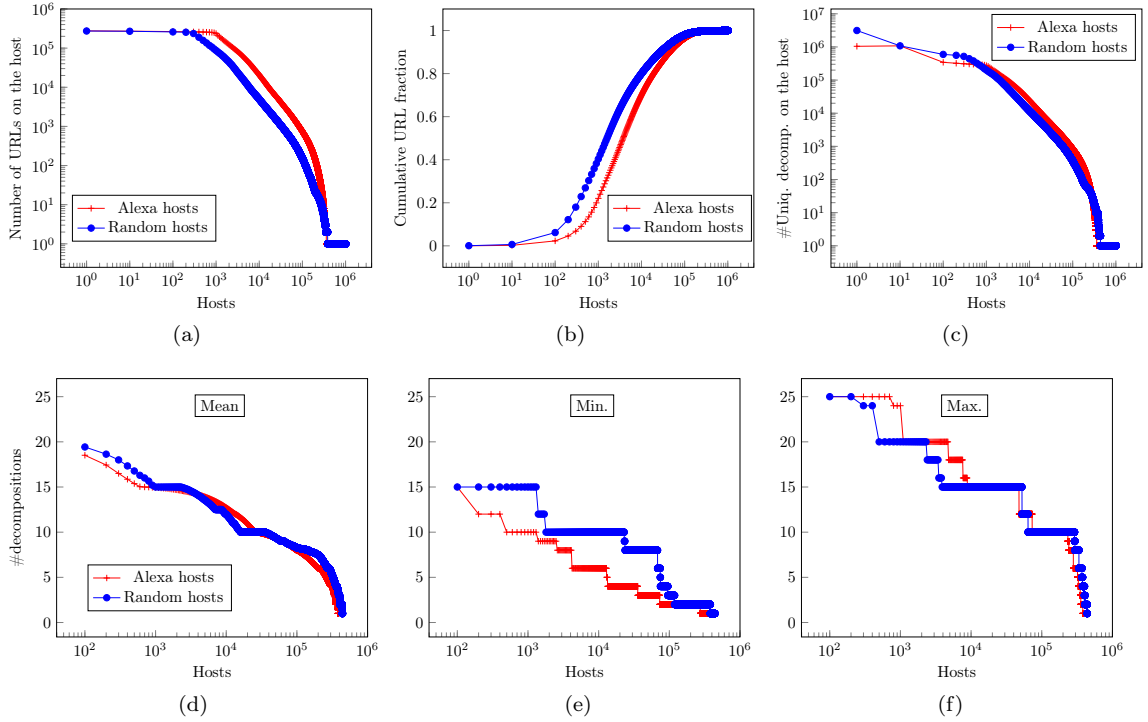 10^6
10^5
10^4
10^3
10^2
10^1
10^0
Number of URLs on the host
Alexa hosts
Random hosts
10^0 10^1 10^2 10^3 10^4 10^5 10^6
Hosts
(a)
1
0.8
0.6
0.4
0.2
0
Cumulative URL fraction
Alexa hosts
Random hosts
10^0 10^1 10^2 10^3 10^4 10^5 10^6
Hosts
(b)
10^7
10^6
10^5
10^4
10^3
10^2
10^1
10^0
#Uniq. decomp. on the host
Alexa hosts
Random hosts
10^0 10^1 10^2 10^3 10^4 10^5 10^6
Hosts
(c)
Mean
25
20
15
10
5
0
#decompositions
Alexa hosts
Random hosts
10^2 10^3 10^4 10^5 10^6
Hosts
(d)
Min.
25
20
15
10
5
0
10^2 10^3 10^4 10^5 10^6
Hosts
(e)
Max.
25
20
15
10
5
0
10^2 10^3 10^4 10^5 10^6
Hosts
(f)